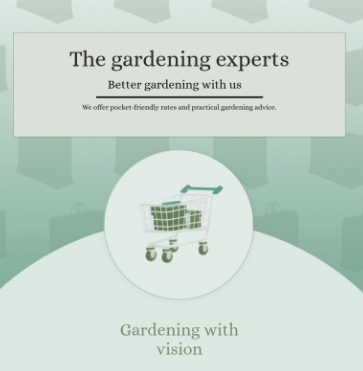 The gardening experts
Better gardening with us
We offer pocket-friendly rates and practical gardening advice.
Gardening with
vision